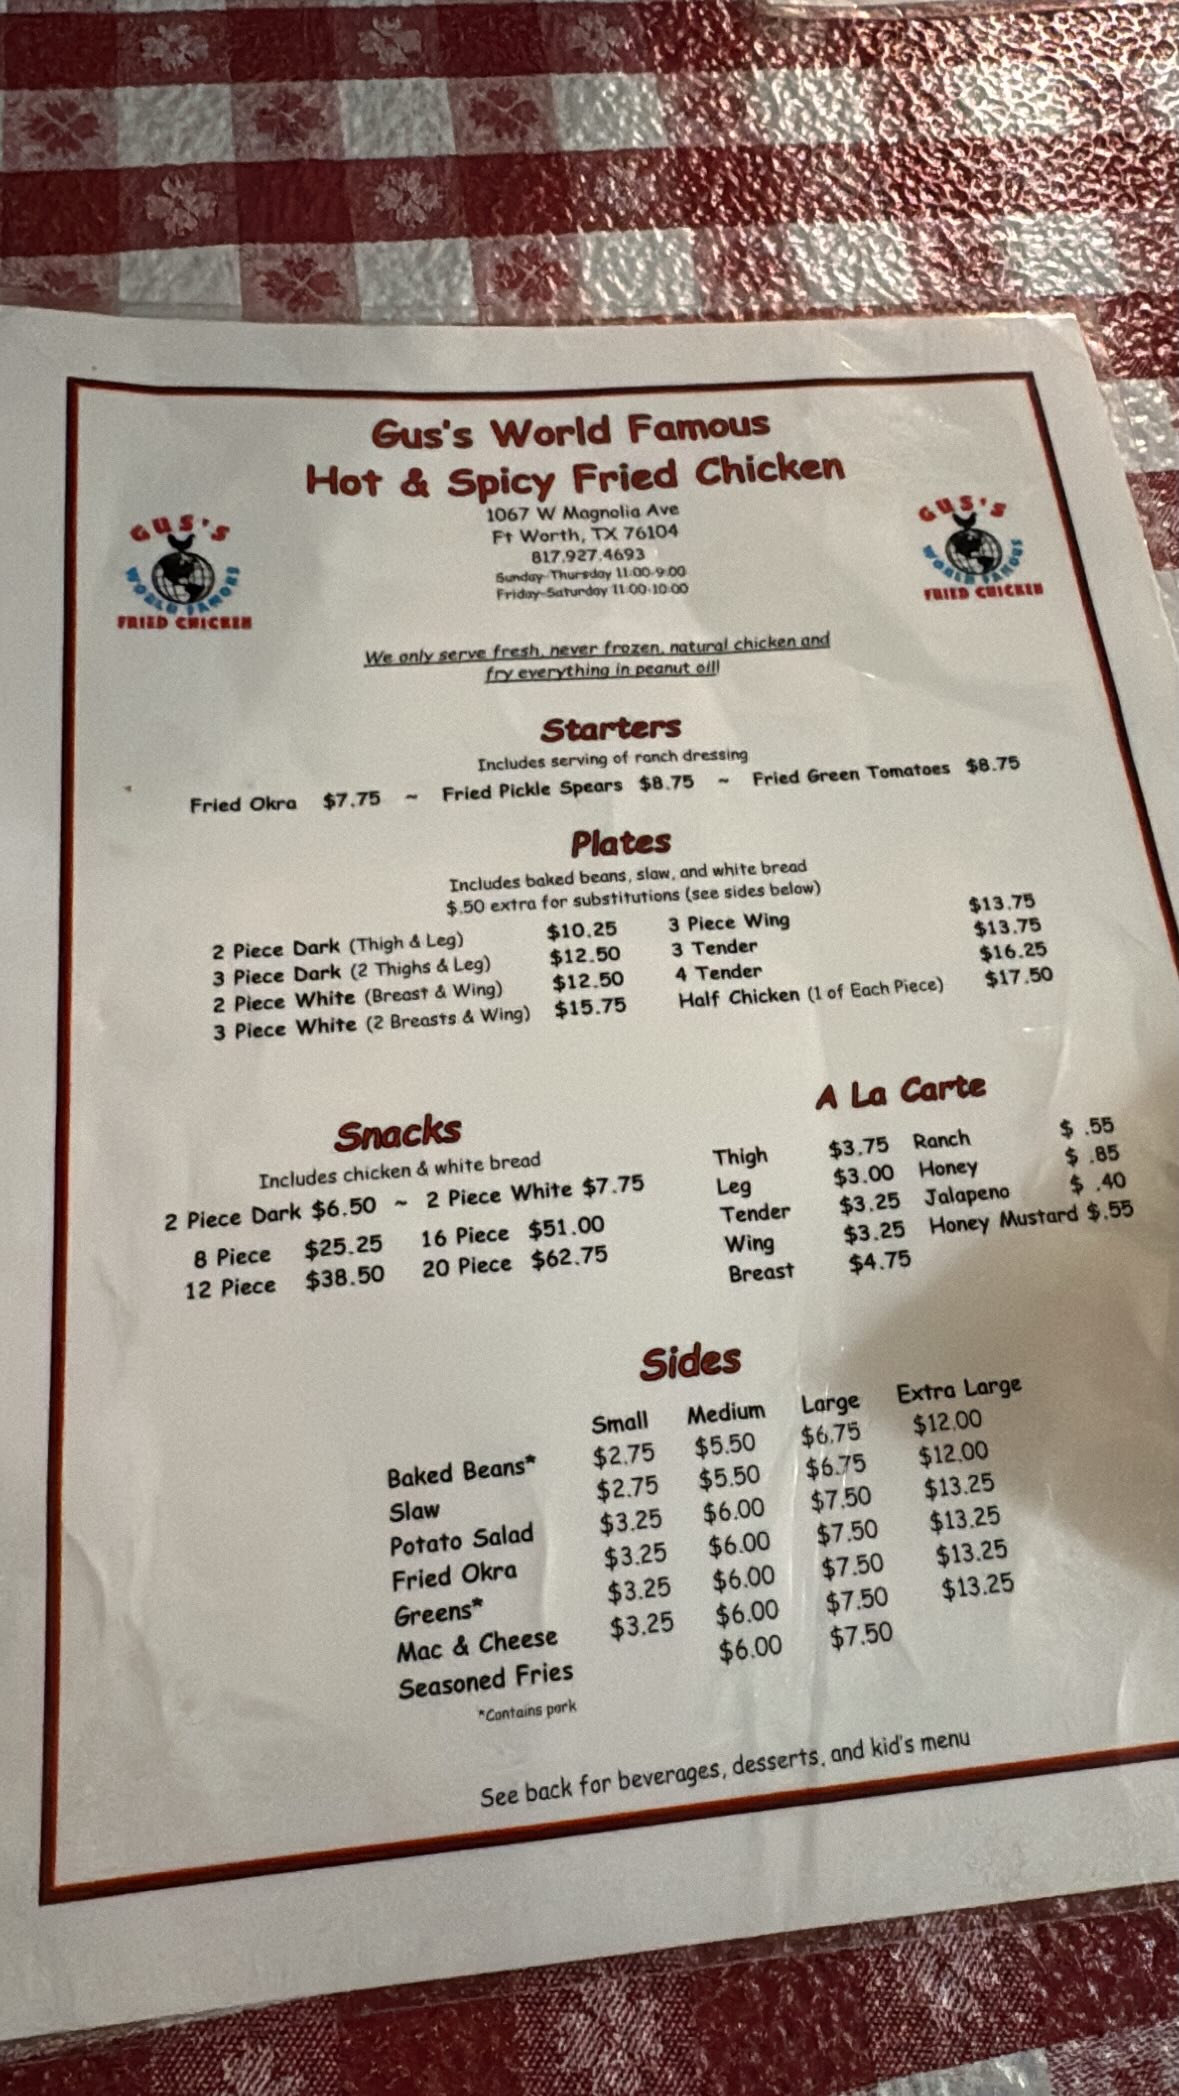 Gus's World Famous
Hot & Spicy Fried Chicken
1067 W Magnolia Ave
Ft Worth, TX 76104
817.927.4693
Sunday-Thursday 11:00-9:00
Friday-Saturday 11:00-10:00
GUS'S
WORLD FAMOUS
FRIED CHICKEN
GUS'S
WORLD FAMOUS
FRIED CHICKEN
We only serve fresh, never frozen, natural chicken and
fry everything in peanut oil!
Starters
Includes serving of ranch dressing
Fried Okra $7.75 ~ Fried Pickle Spears $8.75 ~ Fried Green Tomatoes $8.75
Plates
Includes baked beans, slaw, and white bread
$.50 extra for substitutions (see sides below)
2 Piece Dark (Thigh & Leg) $10.25 3 Piece Wing $13.75
3 Piece Dark (2 Thighs & Leg) $12.50 3 Tender $13.75
2 Piece White (Breast & Wing) $12.50 4 Tender $16.25
3 Piece White (2 Breasts & Wing) $15.75 Half Chicken (1 of Each Piece) $17.50
Snacks
Includes chicken & white bread
2 Piece Dark $6.50 ~ 2 Piece White $7.75
8 Piece $25.25 16 Piece $51.00
12 Piece $38.50 20 Piece $62.75
A La Carte
Thigh $3.75 Ranch $ .55
Leg $3.00 Honey $ .85
Tender $3.25 Jalapeno $ .40
Wing $3.25 Honey Mustard $.55
Breast $4.75
Sides
Small Medium Large Extra Large
Baked Beans* $2.75 $5.50 $6.75 $12.00
Slaw $2.75 $5.50 $6.75 $12.00
Potato Salad $3.25 $6.00 $7.50 $13.25
Fried Okra $3.25 $6.00 $7.50 $13.25
Greens* $3.25 $6.00 $7.50 $13.25
Mac & Cheese $3.25 $6.00 $7.50 $13.25
Seasoned Fries $6.00 $7.50
*Contains pork
See back for beverages, desserts, and kid's menu